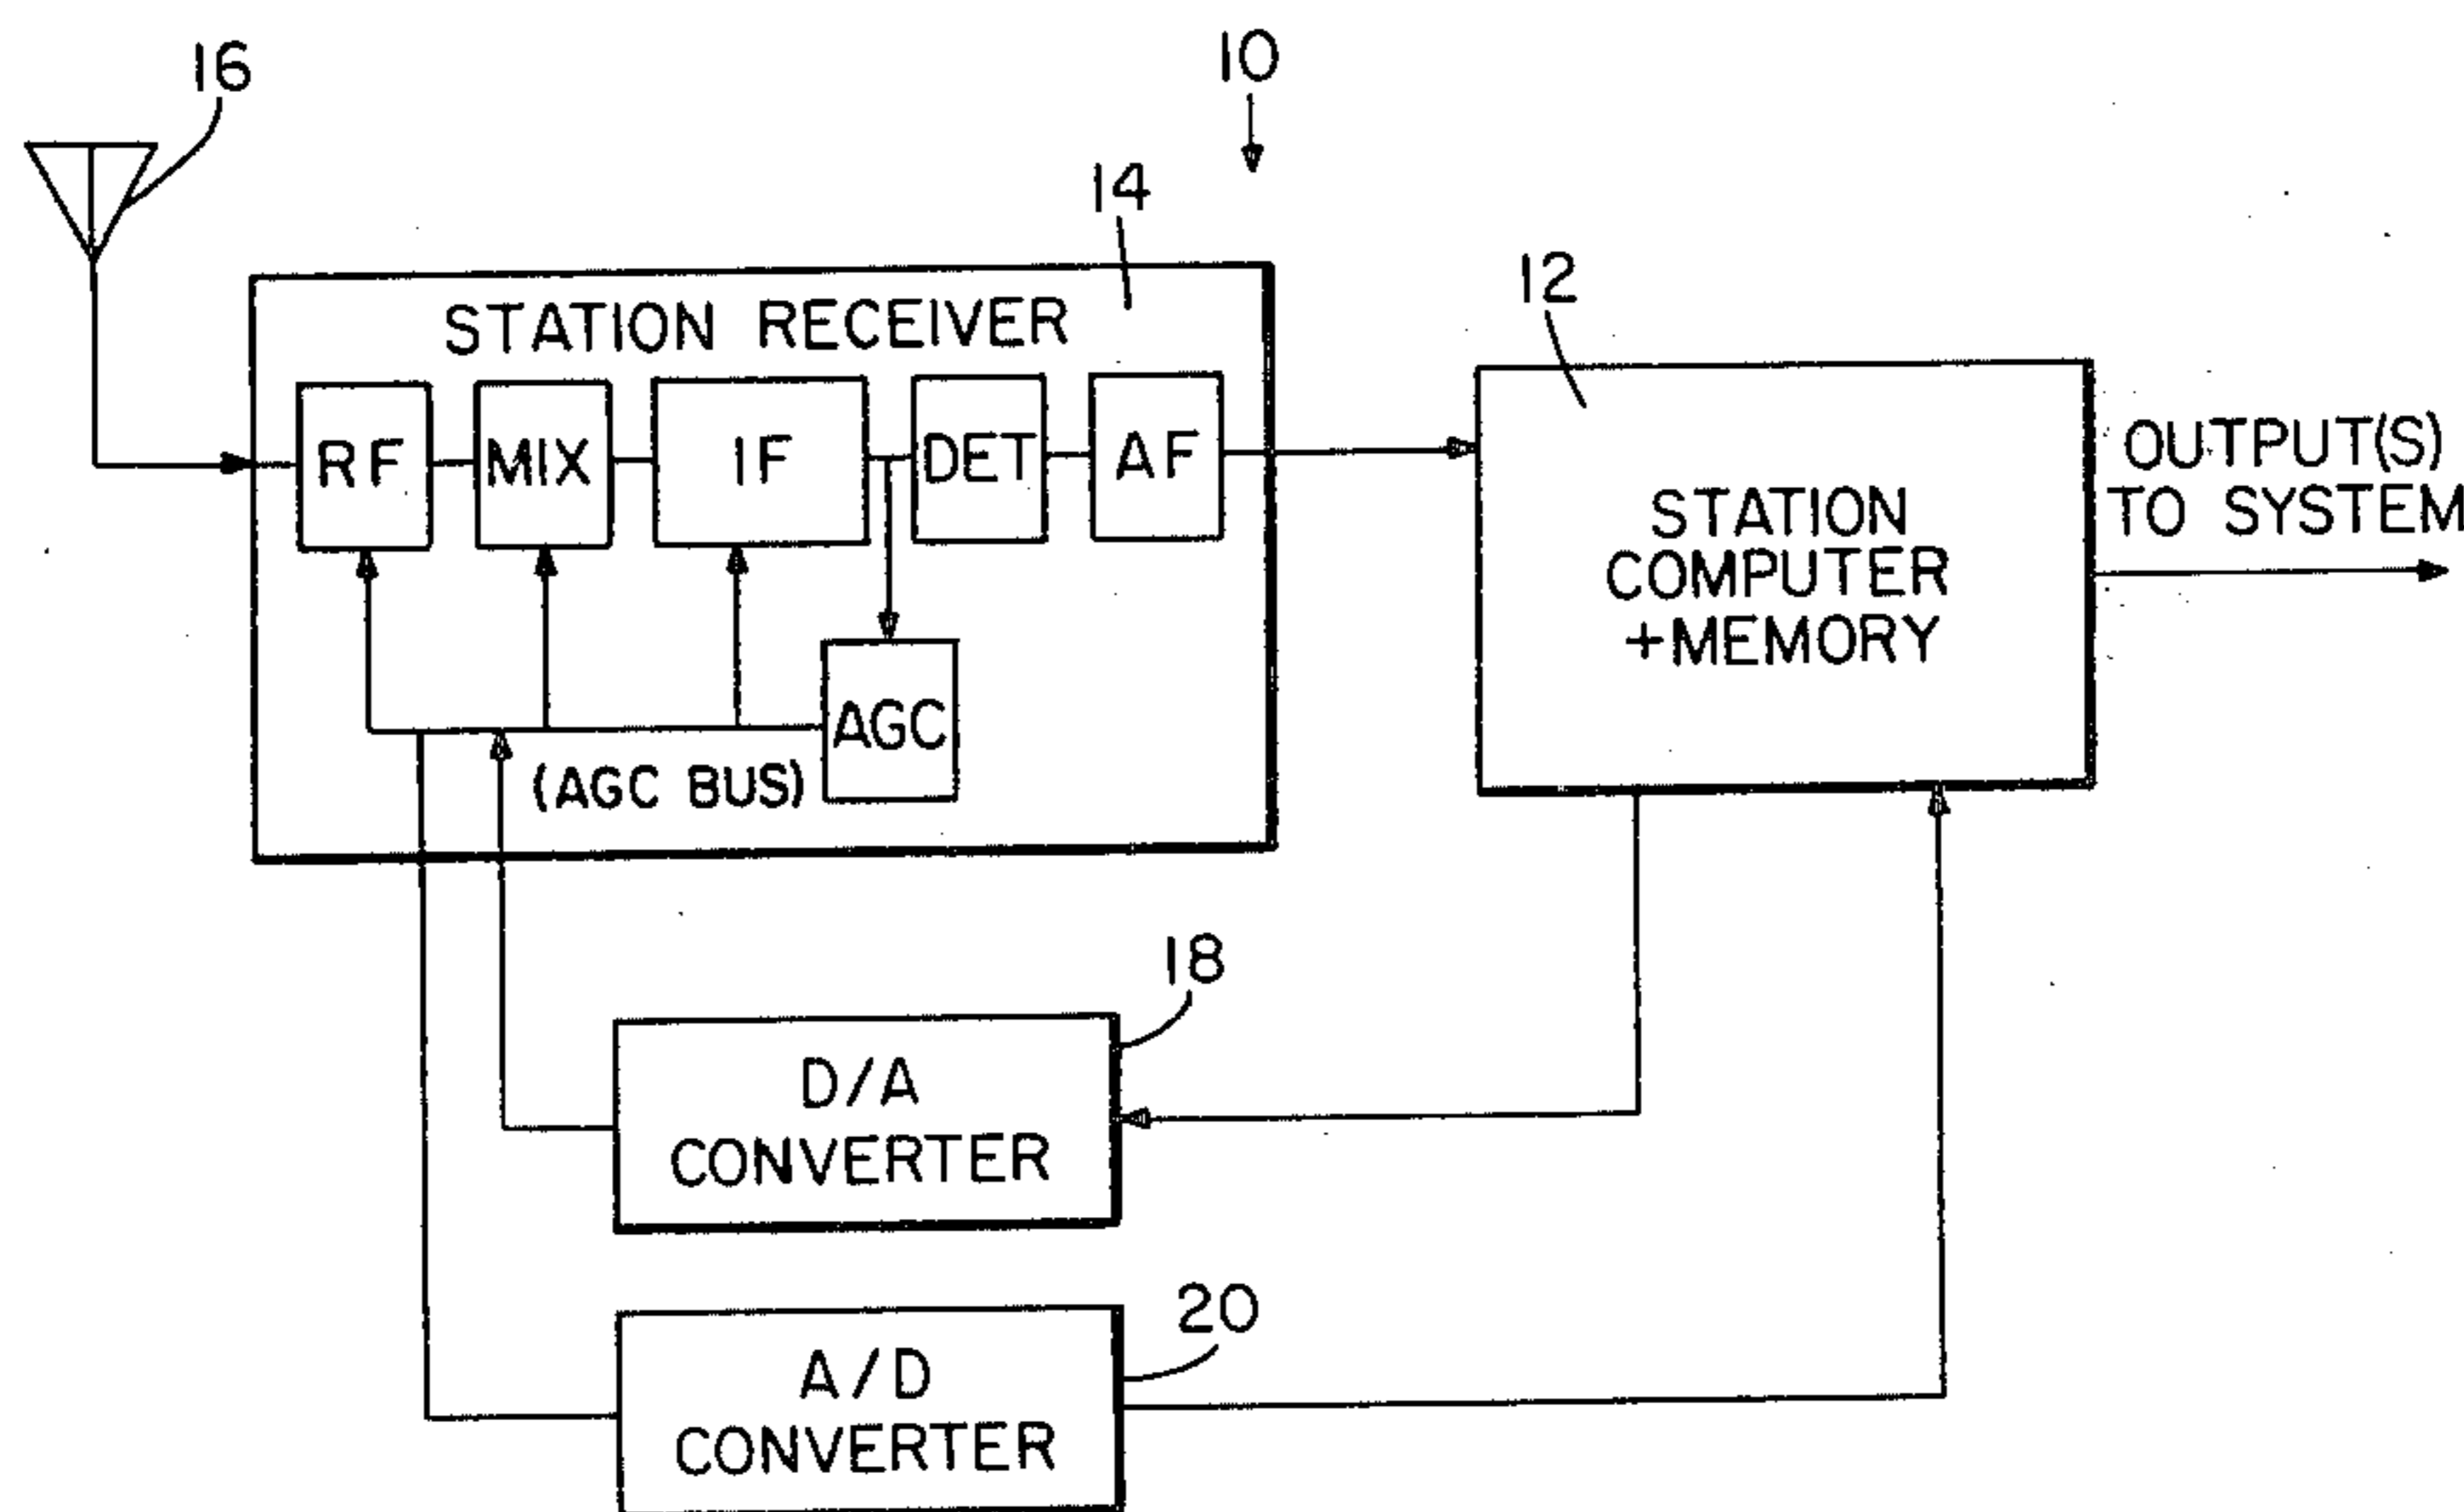 10
16
14
STATION RECEIVER
12
RF
MIX
IF
DET
AF
OUTPUT(S)
TO SYSTEM
STATION
COMPUTER
+MEMORY
AGC
(AGC BUS)
18
D/A
CONVERTER
20
A/D
CONVERTER